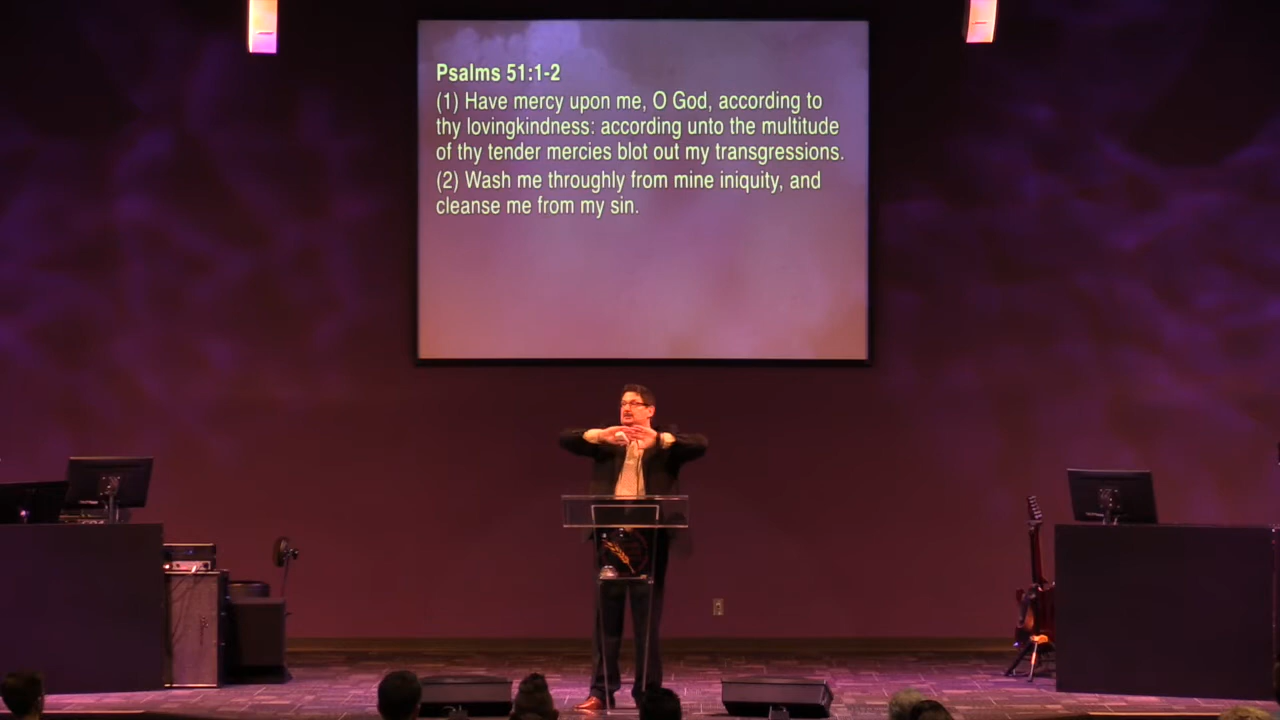 Psalms 51:1-2
(1) Have mercy upon me, O God, according to
thy lovingkindness: according unto the multitude
of thy tender mercies blot out my transgressions.
(2) Wash me throughly from mine iniquity, and
cleanse me from my sin.